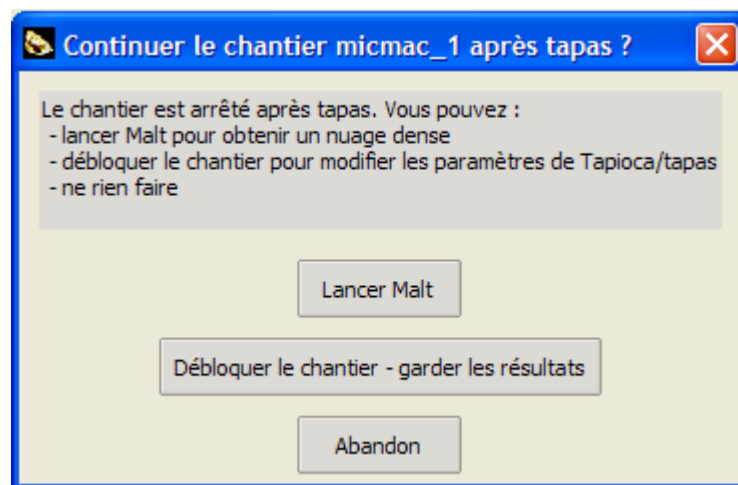 Continuer le chantier micmac_1 après tapas ?
Le chantier est arrêté après tapas. Vous pouvez :
- lancer Malt pour obtenir un nuage dense
- débloquer le chantier pour modifier les paramètres de Tapioca/tapas
- ne rien faire
Lancer Malt
Débloquer le chantier - garder les résultats
Abandon